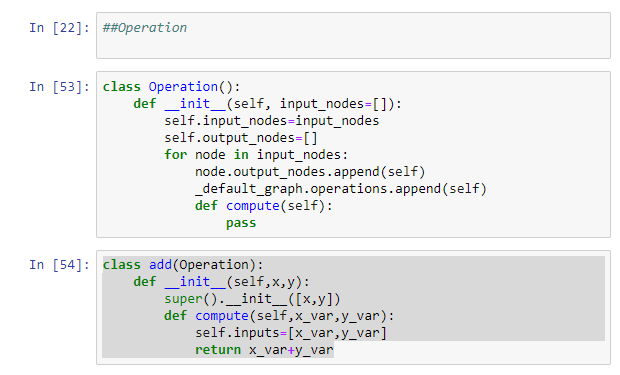 In [22]: ##Operation
In [53]: class Operation():
    def __init__(self, input_nodes=[]):
        self.input_nodes=input_nodes
        self.output_nodes=[]
        for node in input_nodes:
            node.output_nodes.append(self)
            _default_graph.operations.append(self)
            def compute(self):
                pass
In [54]: class add(Operation):
    def __init__(self,x,y):
        super().__init__([x,y])
        def compute(self,x_var,y_var):
            self.inputs=[x_var,y_var]
            return x_var+y_var